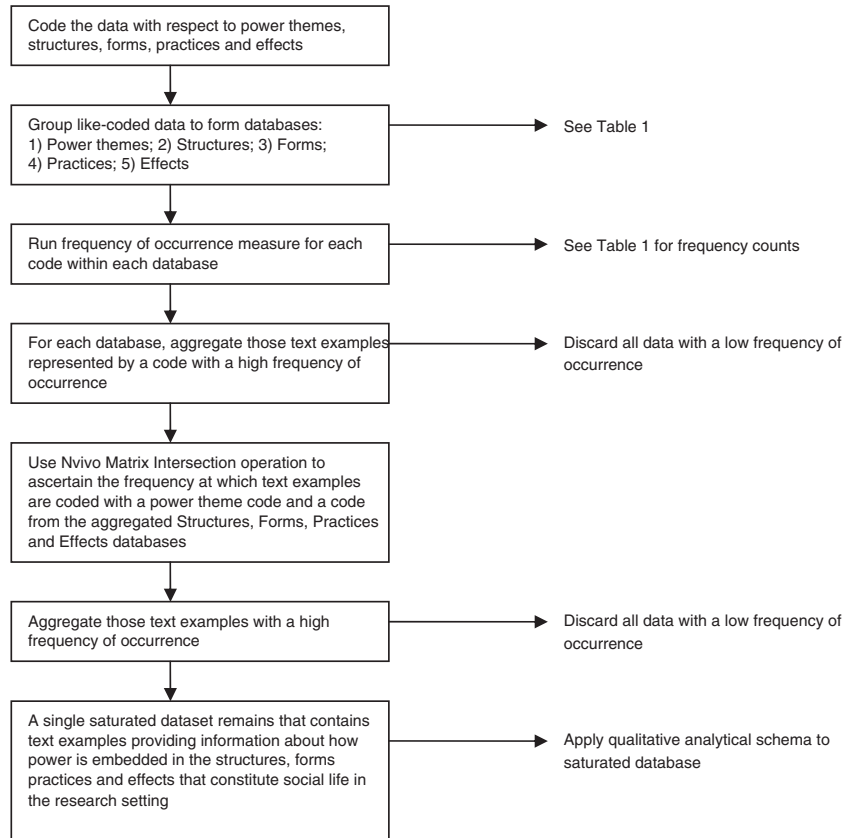 Code the data with respect to power themes,
structures, forms, practices and effects
Group like-coded data to form databases:
1) Power themes; 2) Structures; 3) Forms;
4) Practices; 5) Effects
See Table 1
Run frequency of occurrence measure for each
code within each database
See Table 1 for frequency counts
For each database, aggregate those text examples
represented by a code with a high frequency of
occurrence
Discard all data with a low frequency of
occurrence
Use Nvivo Matrix Intersection operation to
ascertain the frequency at which text examples
are coded with a power theme code and a code
from the aggregated Structures, Forms, Practices
and Effects databases
Aggregate those text examples with a high
frequency of occurrence
Discard all data with a low frequency of
occurrence
A single saturated dataset remains that contains
text examples providing information about how
power is embedded in the structures, forms
practices and effects that constitute social life in
the research setting
Apply qualitative analytical schema to
saturated database